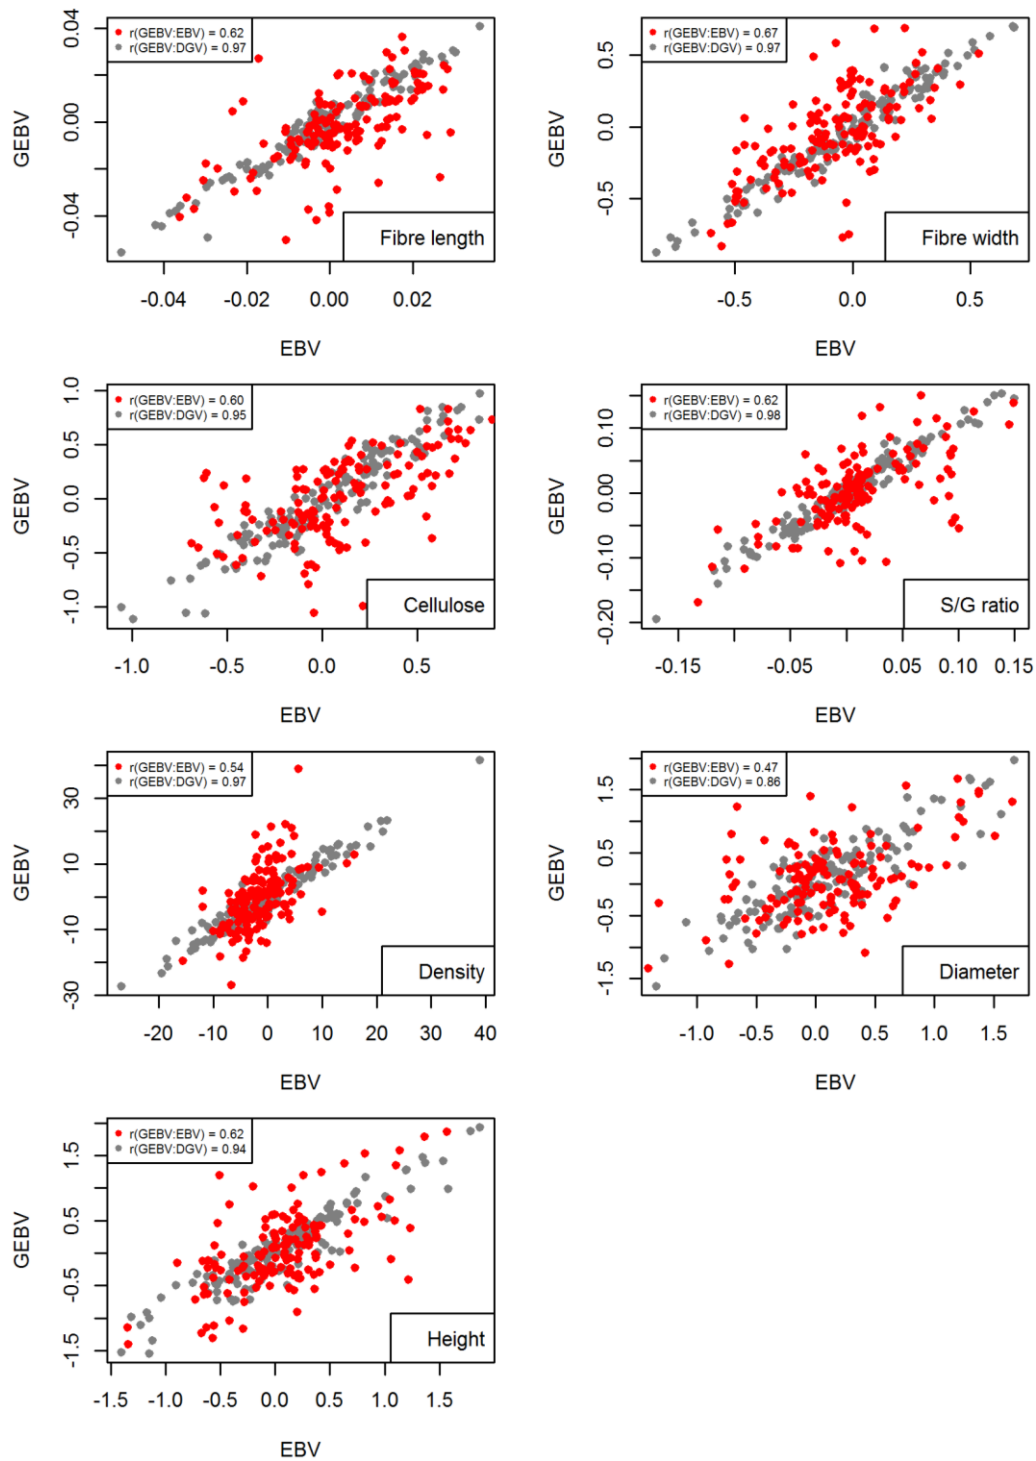 r(GEBV:EBV) = 0.62
r(GEBV:DGV) = 0.97
GEBV
0.04
0.00
-0.04
Fibre length
-0.04 -0.02 0.00 0.02
EBV
r(GEBV:EBV) = 0.67
r(GEBV:DGV) = 0.97
GEBV
0.5
0.0
-0.5
Fibre width
-0.5 0.0 0.5
EBV
r(GEBV:EBV) = 0.60
r(GEBV:DGV) = 0.95
GEBV
1.0
0.5
0.0
-0.5
-1.0
Cellulose
-1.0 -0.5 0.0 0.5
EBV
r(GEBV:EBV) = 0.62
r(GEBV:DGV) = 0.98
GEBV
0.10
0.00
-0.10
-0.20
S/G ratio
-0.15 -0.05 0.05 0.10 0.15
EBV
r(GEBV:EBV) = 0.54
r(GEBV:DGV) = 0.97
GEBV
30
10
-10
-30
Density
-20 -10 0 10 20 30 40
EBV
r(GEBV:EBV) = 0.47
r(GEBV:DGV) = 0.86
GEBV
1.5
0.5
-0.5
-1.5
Diameter
-1.0 -0.5 0.0 0.5 1.0 1.5
EBV
r(GEBV:EBV) = 0.62
r(GEBV:DGV) = 0.94
GEBV
1.5
0.5
-0.5
-1.5
Height
-1.5 -1.0 -0.5 0.0 0.5 1.0 1.5
EBV